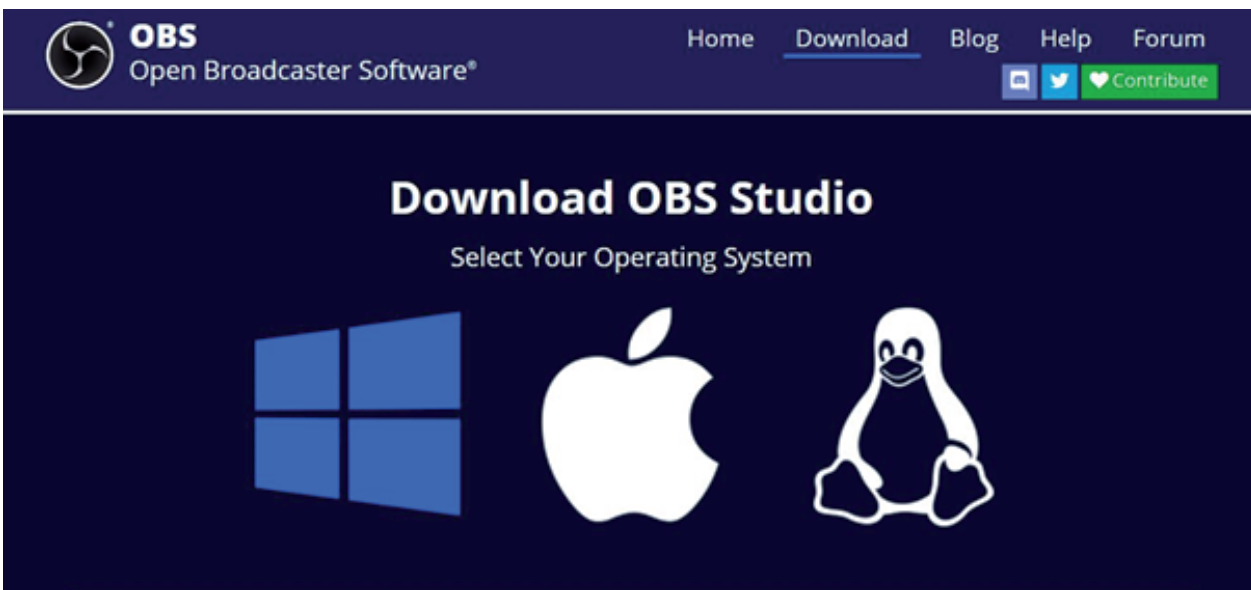 OBS
Open Broadcaster Software®
Home Download Blog Help Forum
Contribute
Download OBS Studio
Select Your Operating System